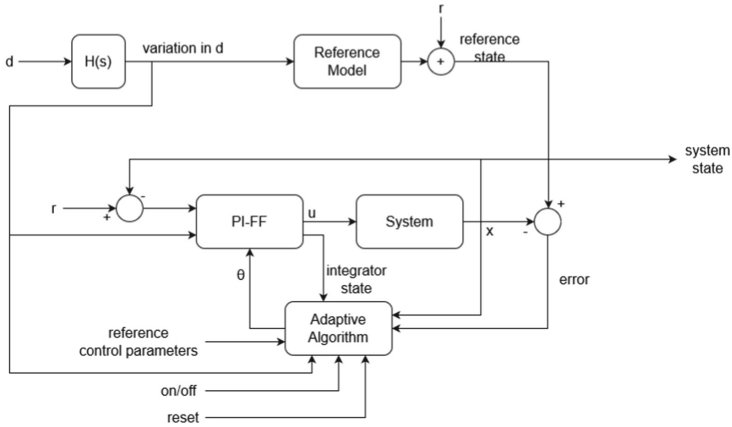 r
d
H(s)
variation in d
Reference
Model
+
reference
state
system
state
r
+
-
PI-FF
u
System
x
-
+
θ
integrator
state
error
Adaptive
Algorithm
reference
control parameters
on/off
reset